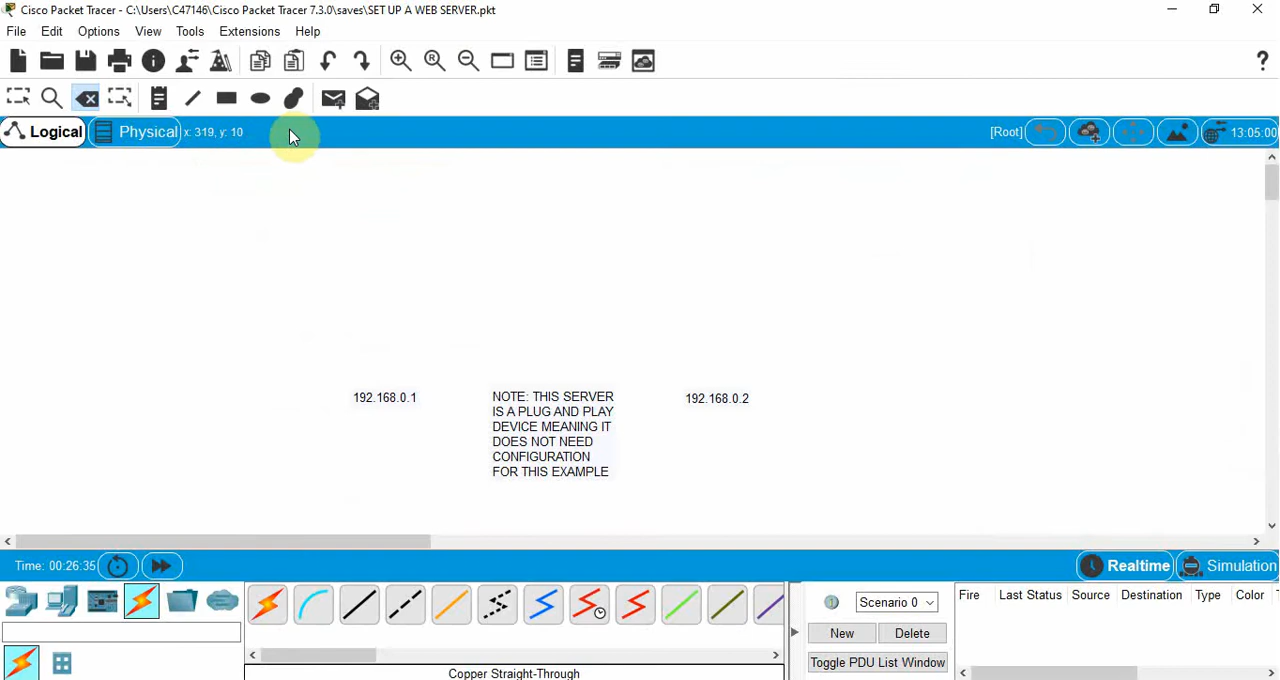 Cisco Packet Tracer - C:\Users\C47146\Cisco Packet Tracer 7.3.0\saves\SET UP A WEB SERVER.pkt
File Edit Options View Tools Extensions Help
?
Logical Physical x: 319, y: 10 [Root] 13:05:00
192.168.0.1
NOTE: THIS SERVER
IS A PLUG AND PLAY
DEVICE MEANING IT
DOES NOT NEED
CONFIGURATION
FOR THIS EXAMPLE
192.168.0.2
Time: 00:26:35 Realtime Simulation
Scenario 0
New Delete
Toggle PDU List Window
Fire Last Status Source Destination Type Color
Copper Straight-Through